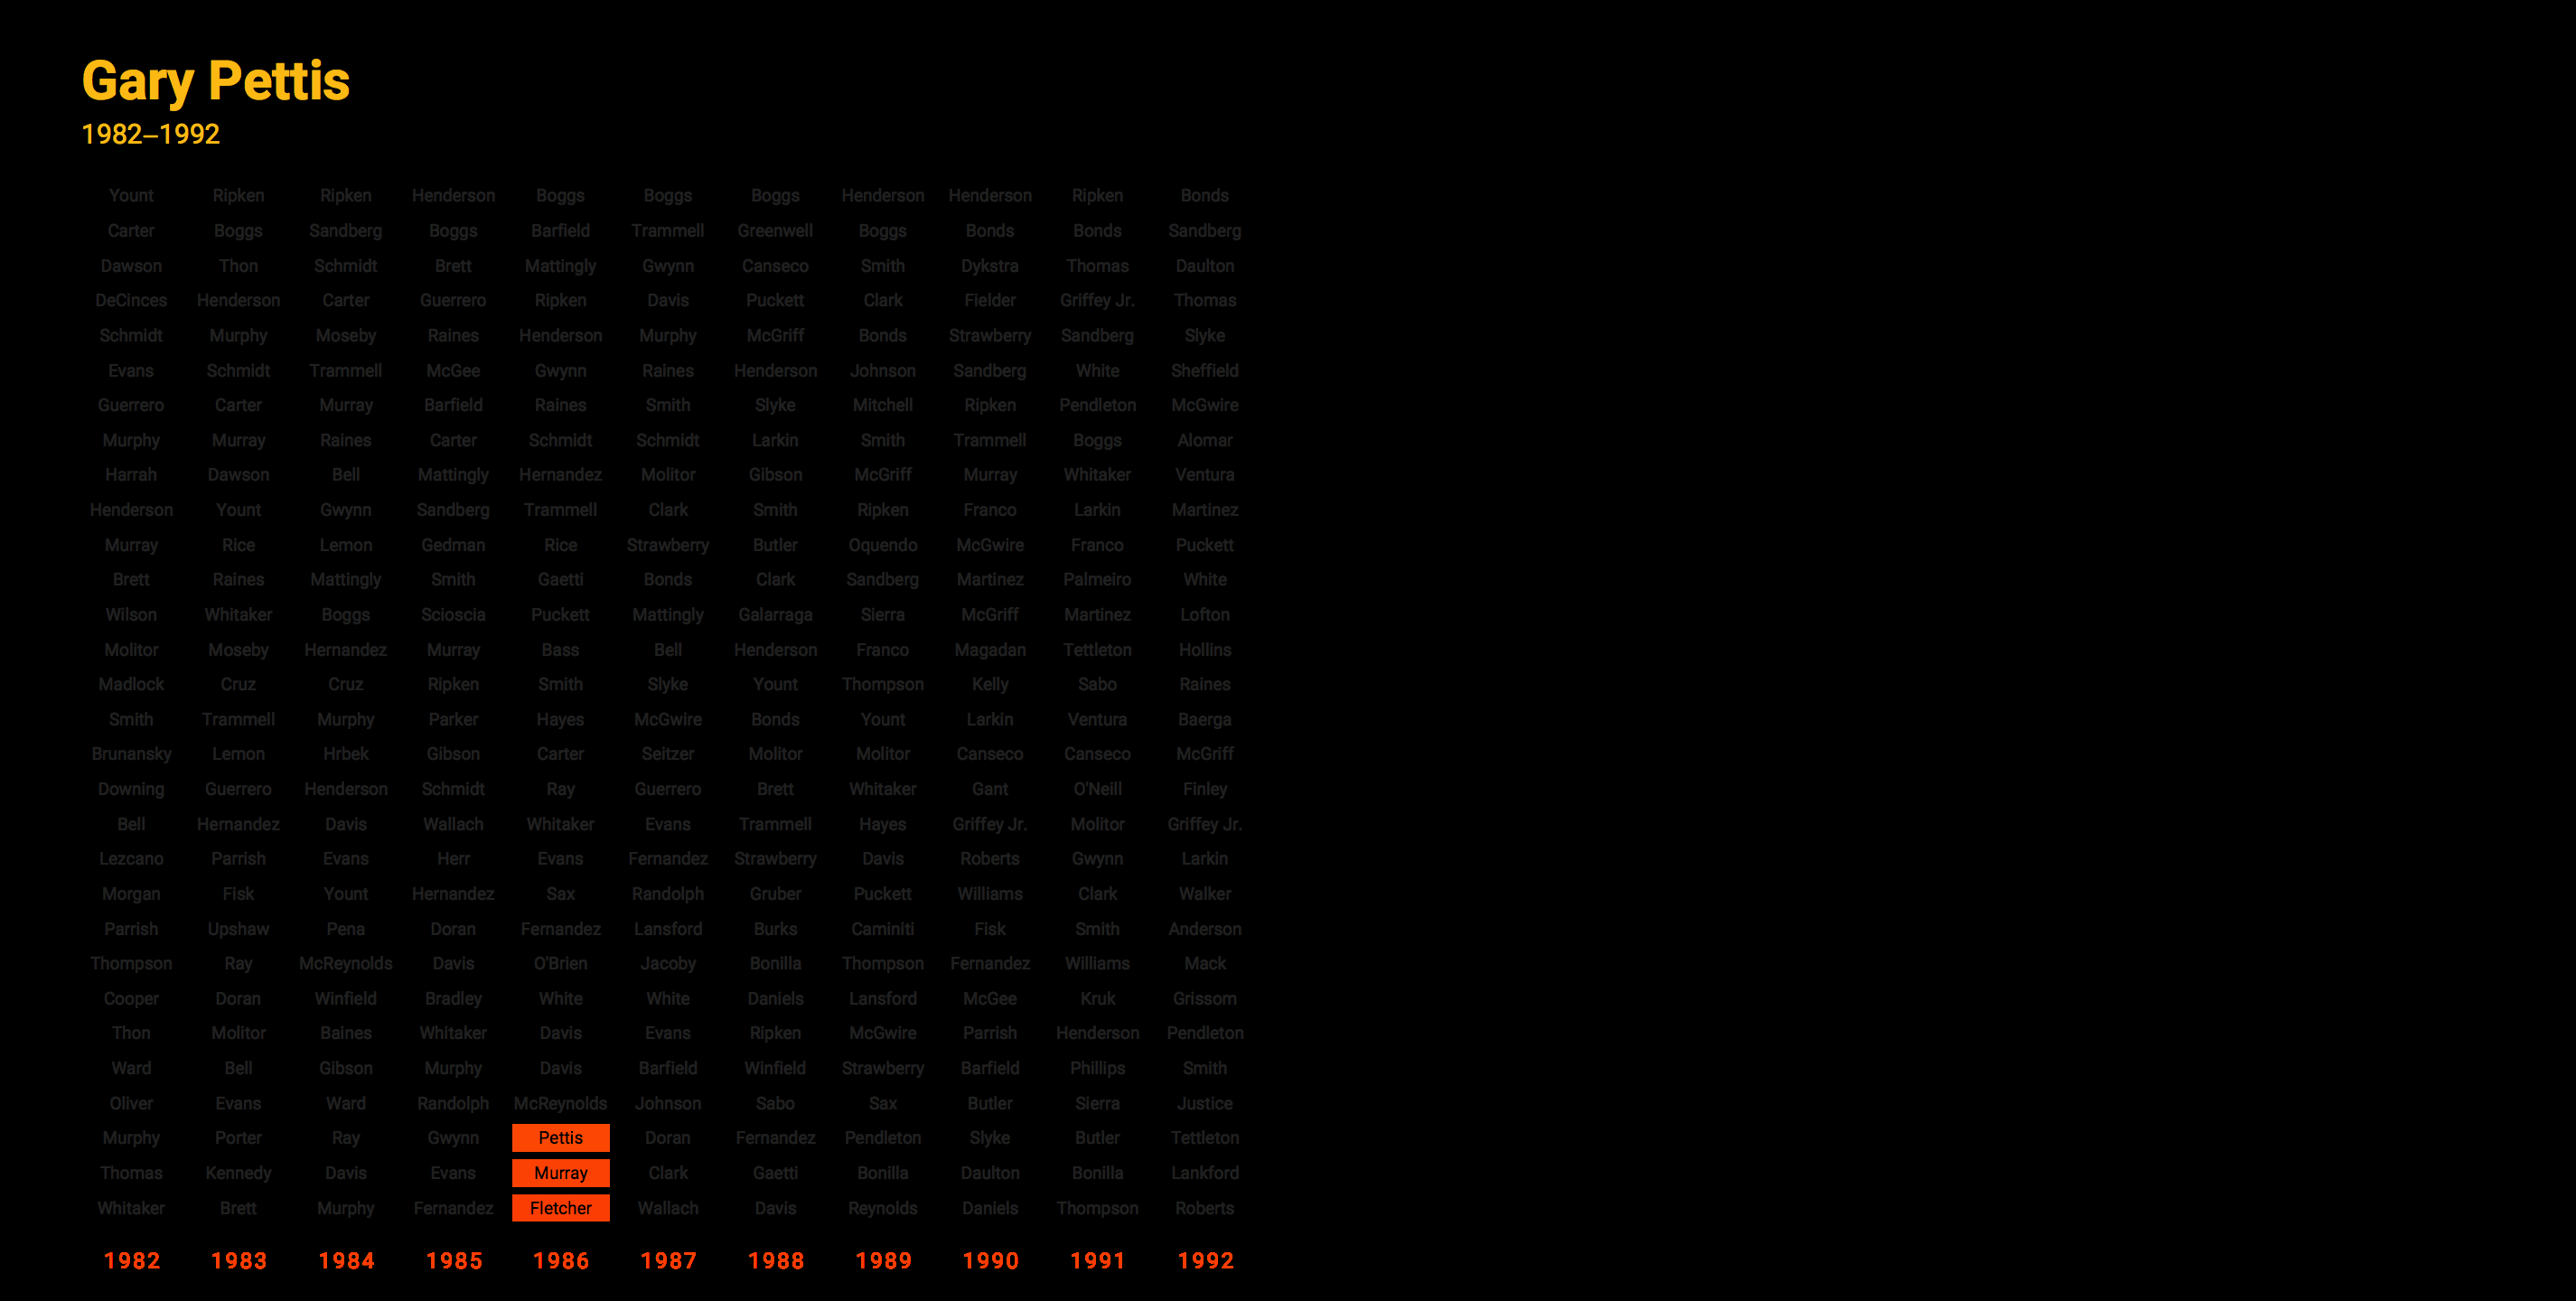 Gary Pettis
1982–1992
Yount Ripken Ripken Henderson Boggs Boggs Boggs Henderson Henderson Ripken Bonds
Carter Boggs Sandberg Boggs Barfield Trammell Greenwell Boggs Bonds Bonds Sandberg
Dawson Thon Schmidt Brett Mattingly Gwynn Canseco Smith Dykstra Thomas Daulton
DeCinces Henderson Carter Guerrero Ripken Davis Puckett Clark Fielder Griffey Jr. Thomas
Schmidt Murphy Moseby Raines Henderson Murphy McGriff Bonds Strawberry Sandberg Slyke
Evans Schmidt Trammell McGee Gwynn Raines Henderson Johnson Sandberg White Sheffield
Guerrero Carter Murray Barfield Raines Smith Slyke Mitchell Ripken Pendleton McGwire
Murphy Murray Raines Carter Schmidt Schmidt Larkin Smith Trammell Boggs Alomar
Harrah Dawson Bell Mattingly Hernandez Molitor Gibson McGriff Murray Whitaker Ventura
Henderson Yount Gwynn Sandberg Trammell Clark Smith Ripken Franco Larkin Martinez
Murray Rice Lemon Gedman Rice Strawberry Butler Oquendo McGwire Franco Puckett
Brett Raines Mattingly Smith Gaetti Bonds Clark Sandberg Martinez Palmeiro White
Wilson Whitaker Boggs Scioscia Puckett Mattingly Galarraga Sierra McGriff Martinez Lofton
Molitor Moseby Hernandez Murray Bass Bell Henderson Franco Magadan Tettleton Hollins
Madlock Cruz Cruz Ripken Smith Slyke Yount Thompson Kelly Sabo Raines
Smith Trammell Murphy Parker Hayes McGwire Bonds Yount Larkin Ventura Baerga
Brunansky Lemon Hrbek Gibson Carter Seitzer Molitor Molitor Canseco Canseco McGriff
Downing Guerrero Henderson Schmidt Ray Guerrero Brett Whitaker Gant O'Neill Finley
Bell Hernandez Davis Wallach Whitaker Evans Trammell Hayes Griffey Jr. Molitor Griffey Jr.
Lezcano Parrish Evans Herr Evans Fernandez Strawberry Davis Roberts Gwynn Larkin
Morgan Fisk Yount Hernandez Sax Randolph Gruber Puckett Williams Clark Walker
Parrish Upshaw Pena Doran Fernandez Lansford Burks Caminiti Fisk Smith Anderson
Thompson Ray McReynolds Davis O'Brien Jacoby Bonilla Thompson Fernandez Williams Mack
Cooper Doran Winfield Bradley White White Daniels Lansford McGee Kruk Grissom
Thon Molitor Baines Whitaker Davis Evans Ripken McGwire Parrish Henderson Pendleton
Ward Bell Gibson Murphy Davis Barfield Winfield Strawberry Barfield Phillips Smith
Oliver Evans Ward Randolph McReynolds Johnson Sabo Sax Butler Sierra Justice
Murphy Porter Ray Gwynn Pettis Doran Fernandez Pendleton Slyke Butler Tettleton
Thomas Kennedy Davis Evans Murray Clark Gaetti Bonilla Daulton Bonilla Lankford
Whitaker Brett Murphy Fernandez Fletcher Wallach Davis Reynolds Daniels Thompson Roberts
1982 1983 1984 1985 1986 1987 1988 1989 1990 1991 1992